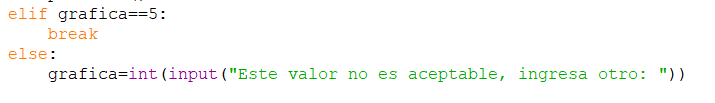 elif grafica==5:
    break
else:
    grafica=int(input("Este valor no es aceptable, ingresa otro: "))